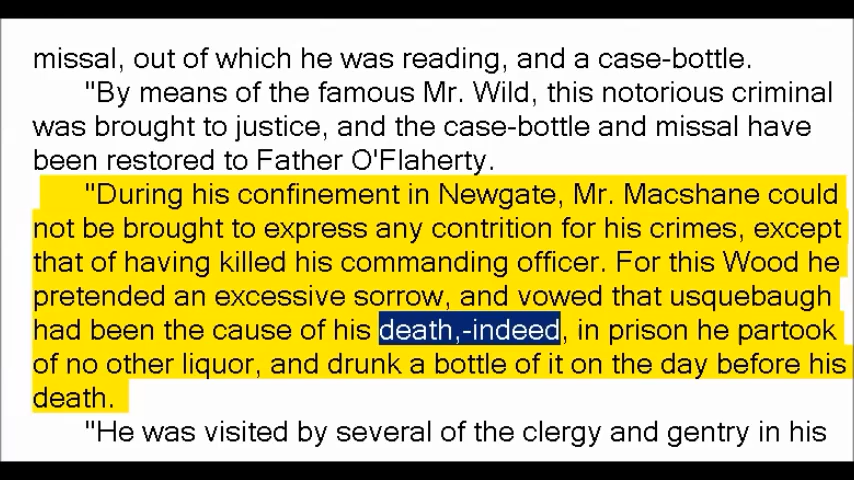 missal, out of which he was reading, and a case-bottle.
"By means of the famous Mr. Wild, this notorious criminal
was brought to justice, and the case-bottle and missal have
been restored to Father O'Flaherty.
"During his confinement in Newgate, Mr. Macshane could
not be brought to express any contrition for his crimes, except
that of having killed his commanding officer. For this Wood he
pretended an excessive sorrow, and vowed that usquebaugh
had been the cause of his death,-indeed, in prison he partook
of no other liquor, and drunk a bottle of it on the day before his
death.
"He was visited by several of the clergy and gentry in his